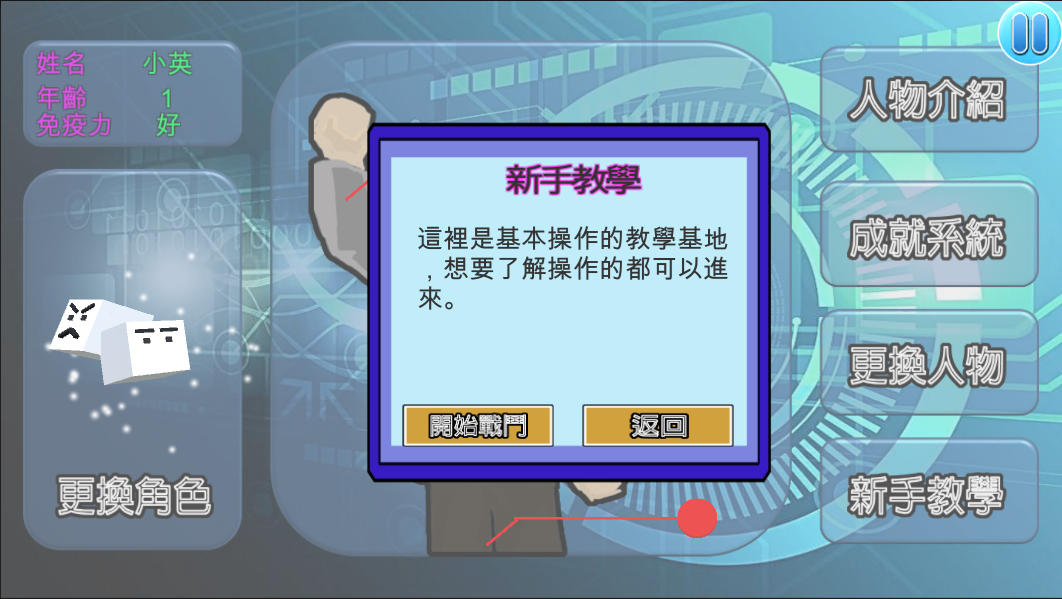 姓名 小英
年齡 1
免疫力 好
更換角色
新手教學
這裡是基本操作的教學基地
，想要了解操作的都可以進
來。
開始戰鬥
返回
人物介紹
成就系統
更換人物
新手教學